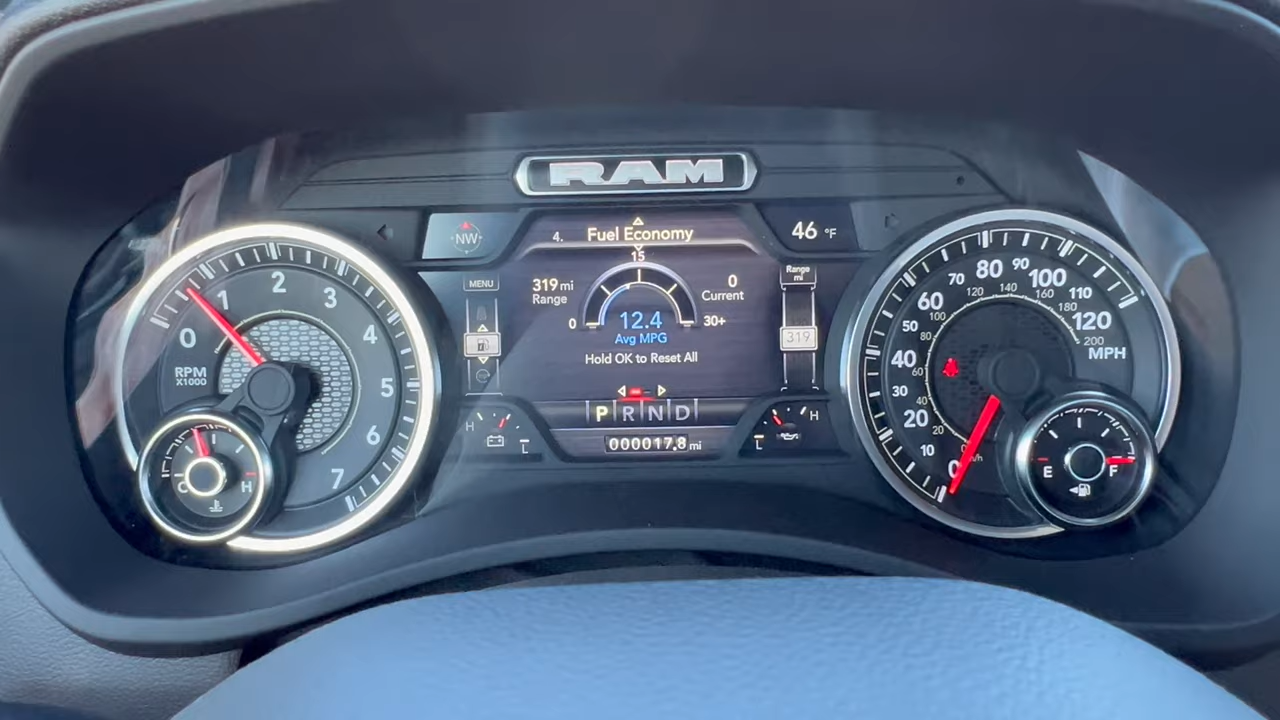 RAM
NW
4. Fuel Economy
46 °F
15
MENU
319 mi
Range
0
Current
Range
mi
0
30+
12.4
Avg MPG
319
Hold OK to Reset All
P R N D
000017.8 mi
H
L
H
L
0
1
2
3
4
5
6
7
RPM
X1000
C
H
0
10
20
30
40
50
60
70
80
90
100
110
120
MPH
20
40
60
80
100
120
140
160
180
200
E
F